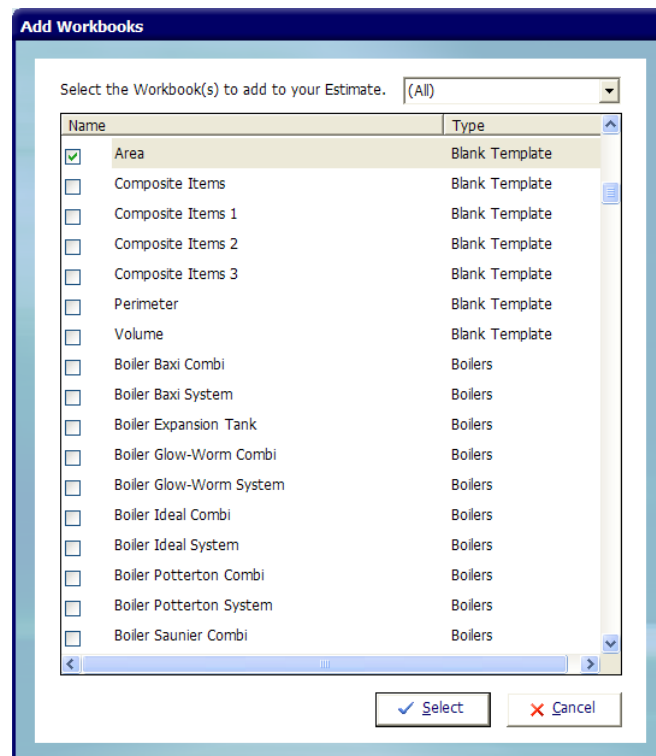 Add Workbooks
Select the Workbook(s) to add to your Estimate. (All)
Name Type
Area Blank Template
Composite Items Blank Template
Composite Items 1 Blank Template
Composite Items 2 Blank Template
Composite Items 3 Blank Template
Perimeter Blank Template
Volume Blank Template
Boiler Baxi Combi Boilers
Boiler Baxi System Boilers
Boiler Expansion Tank Boilers
Boiler Glow-Worm Combi Boilers
Boiler Glow-Worm System Boilers
Boiler Ideal Combi Boilers
Boiler Ideal System Boilers
Boiler Potterton Combi Boilers
Boiler Potterton System Boilers
Boiler Saunier Combi Boilers
Select Cancel